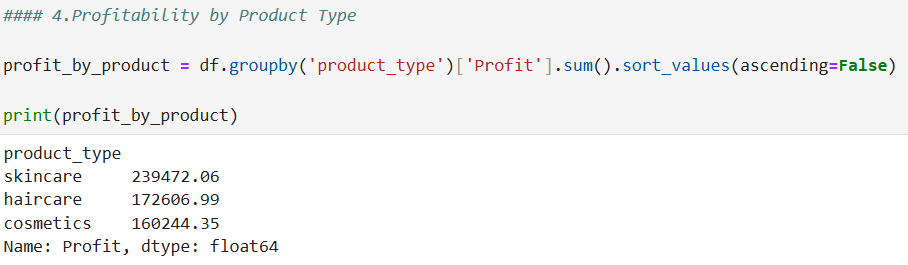 #### 4.Profitability by Product Type
profit_by_product = df.groupby('product_type')['Profit'].sum().sort_values(ascending=False)
print(profit_by_product)
product_type
skincare     239472.06
haircare     172606.99
cosmetics    160244.35
Name: Profit, dtype: float64